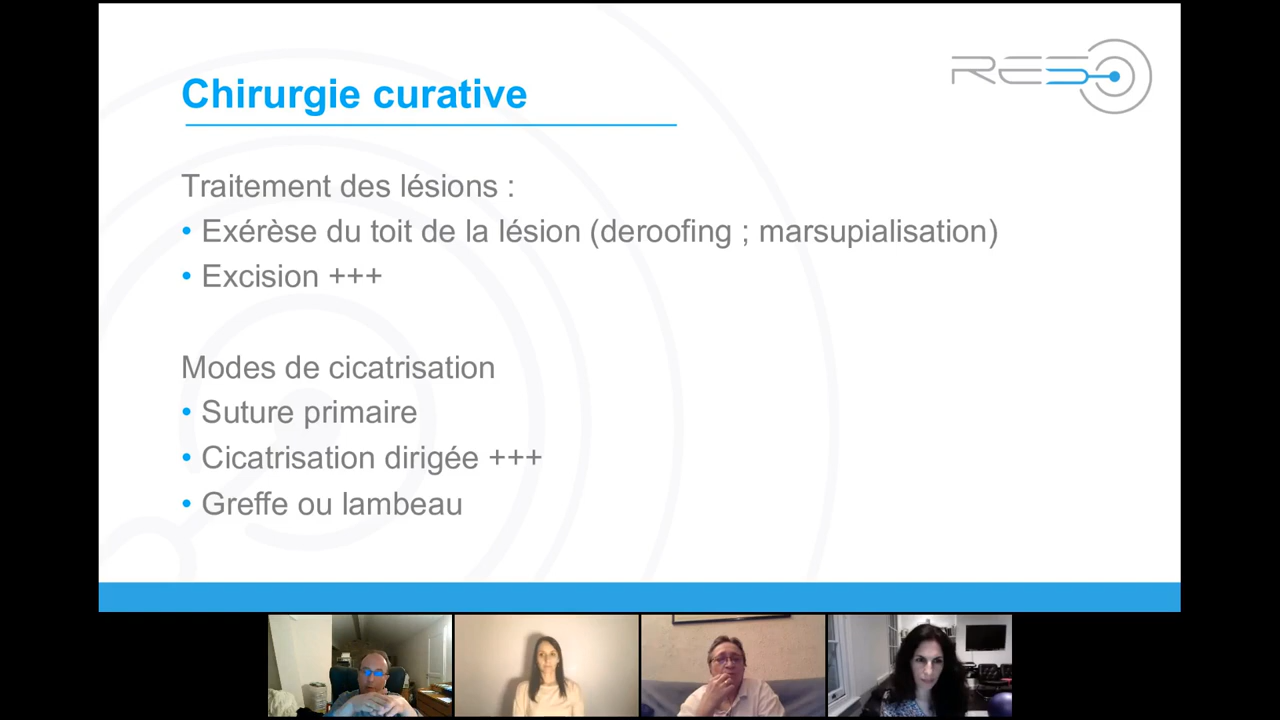 Chirurgie curative
RESO
Traitement des lésions :
• Exérèse du toit de la lésion (deroofing ; marsupialisation)
• Excision +++
Modes de cicatrisation
• Suture primaire
• Cicatrisation dirigée +++
• Greffe ou lambeau